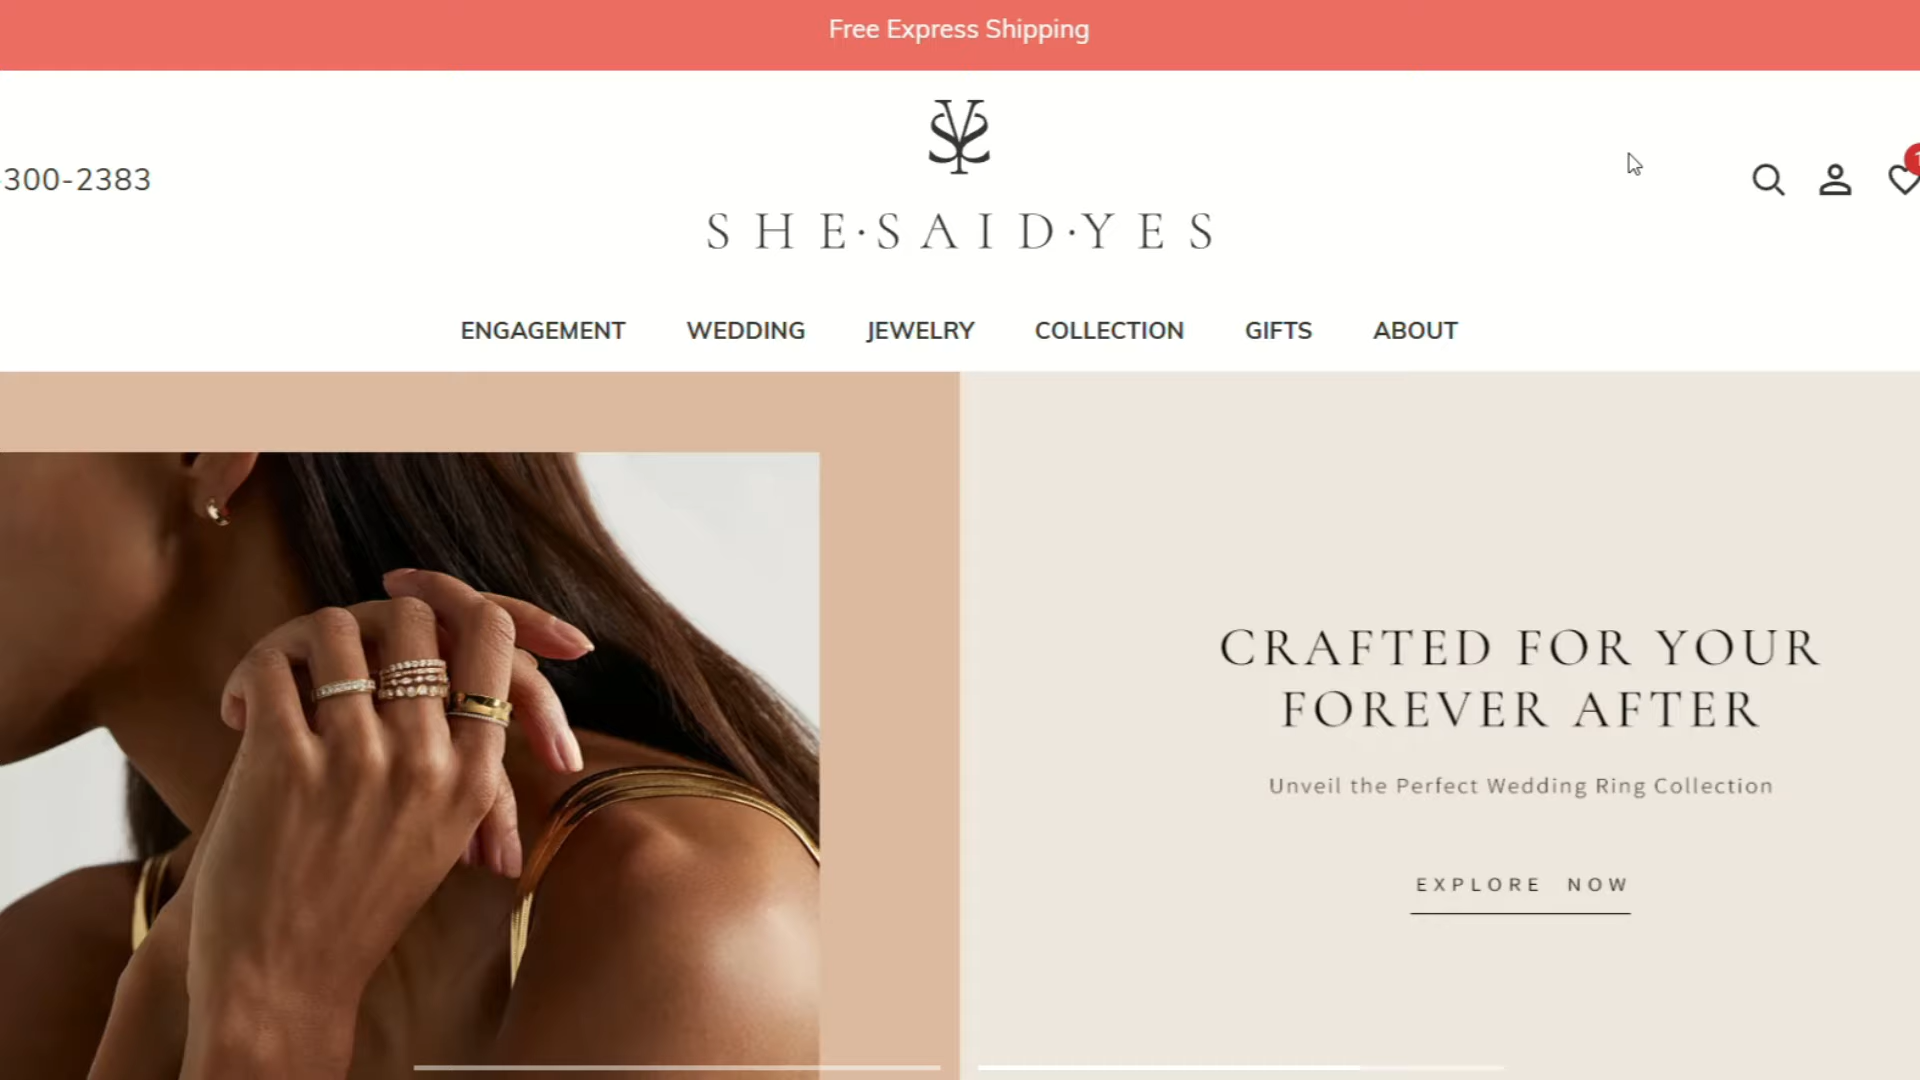 Free Express Shipping
-300-2383
SHE·SAID·YES
ENGAGEMENT WEDDING JEWELRY COLLECTION GIFTS ABOUT
CRAFTED FOR YOUR
FOREVER AFTER
Unveil the Perfect Wedding Ring Collection
EXPLORE NOW